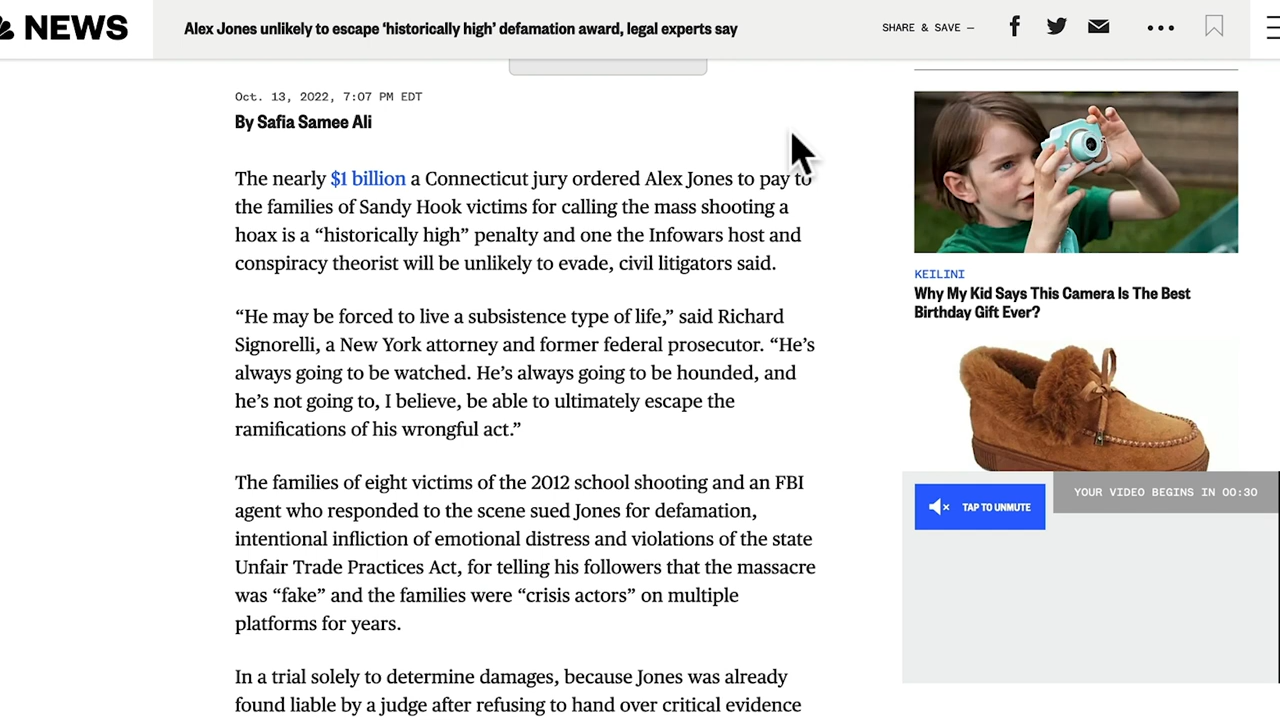 NEWS
Alex Jones unlikely to escape ‘historically high’ defamation award, legal experts say
SHARE & SAVE —
Oct. 13, 2022, 7:07 PM EDT
By Safia Samee Ali
The nearly $1 billion a Connecticut jury ordered Alex Jones to pay to
the families of Sandy Hook victims for calling the mass shooting a
hoax is a “historically high” penalty and one the Infowars host and
conspiracy theorist will be unlikely to evade, civil litigators said.
“He may be forced to live a subsistence type of life,” said Richard
Signorelli, a New York attorney and former federal prosecutor. “He’s
always going to be watched. He’s always going to be hounded, and
he’s not going to, I believe, be able to ultimately escape the
ramifications of his wrongful act.”
The families of eight victims of the 2012 school shooting and an FBI
agent who responded to the scene sued Jones for defamation,
intentional infliction of emotional distress and violations of the state
Unfair Trade Practices Act, for telling his followers that the massacre
was “fake” and the families were “crisis actors” on multiple
platforms for years.
In a trial solely to determine damages, because Jones was already
found liable by a judge after refusing to hand over critical evidence
KEILINI
Why My Kid Says This Camera Is The Best
Birthday Gift Ever?
TAP TO UNMUTE
YOUR VIDEO BEGINS IN 00:30